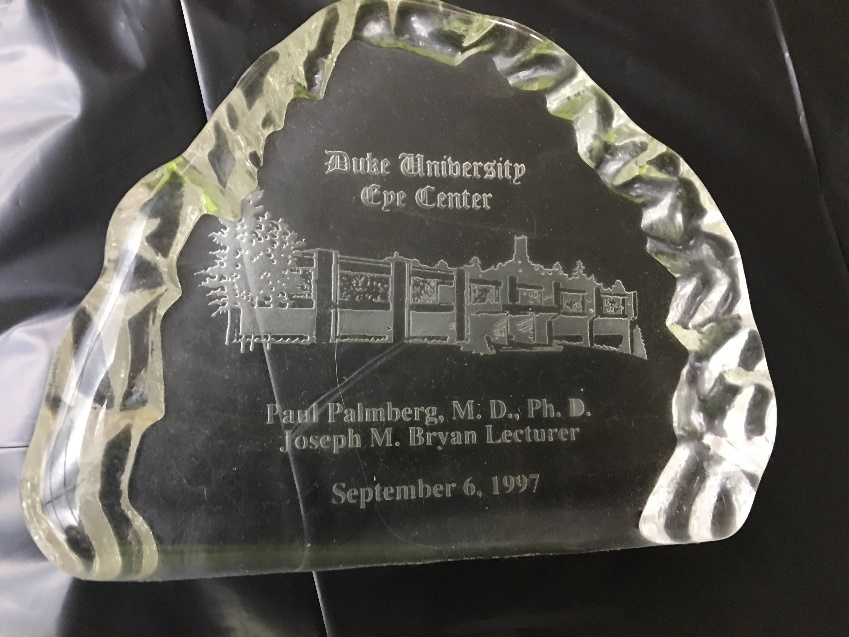 Duke University
Eye Center
Paul Palmberg, M. D., Ph. D.
Joseph M. Bryan Lecturer
September 6, 1997